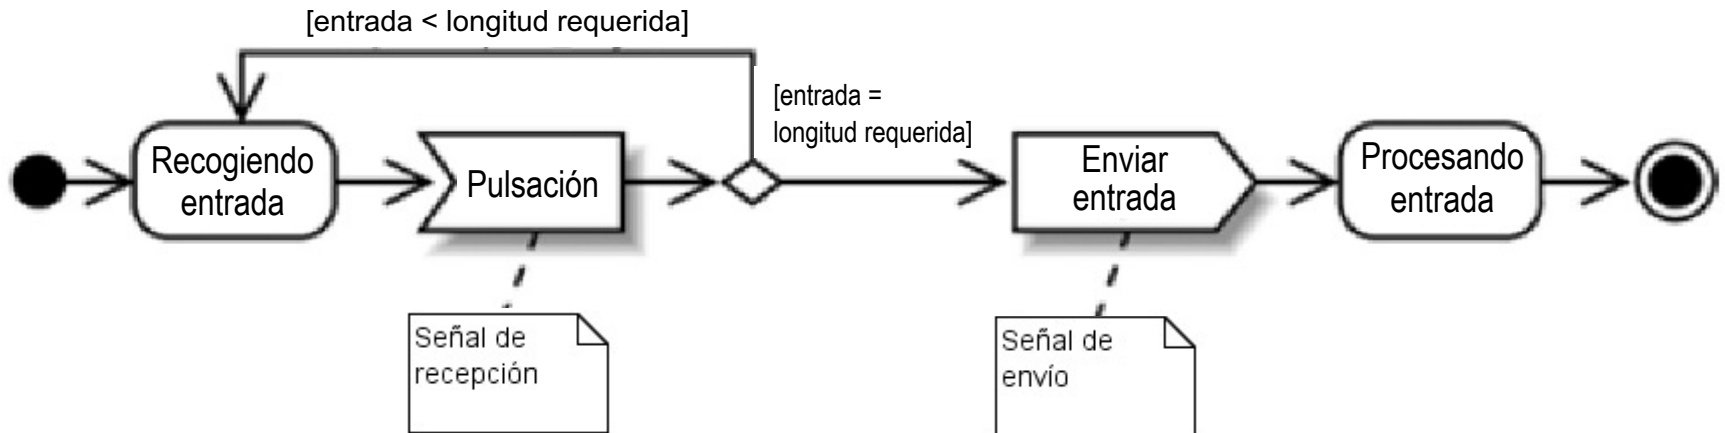 [entrada < longitud requerida]
[entrada =
longitud requerida]
Recogiendo
entrada
Pulsación
Enviar
entrada
Procesando
entrada
Señal de
recepción
Señal de
envío